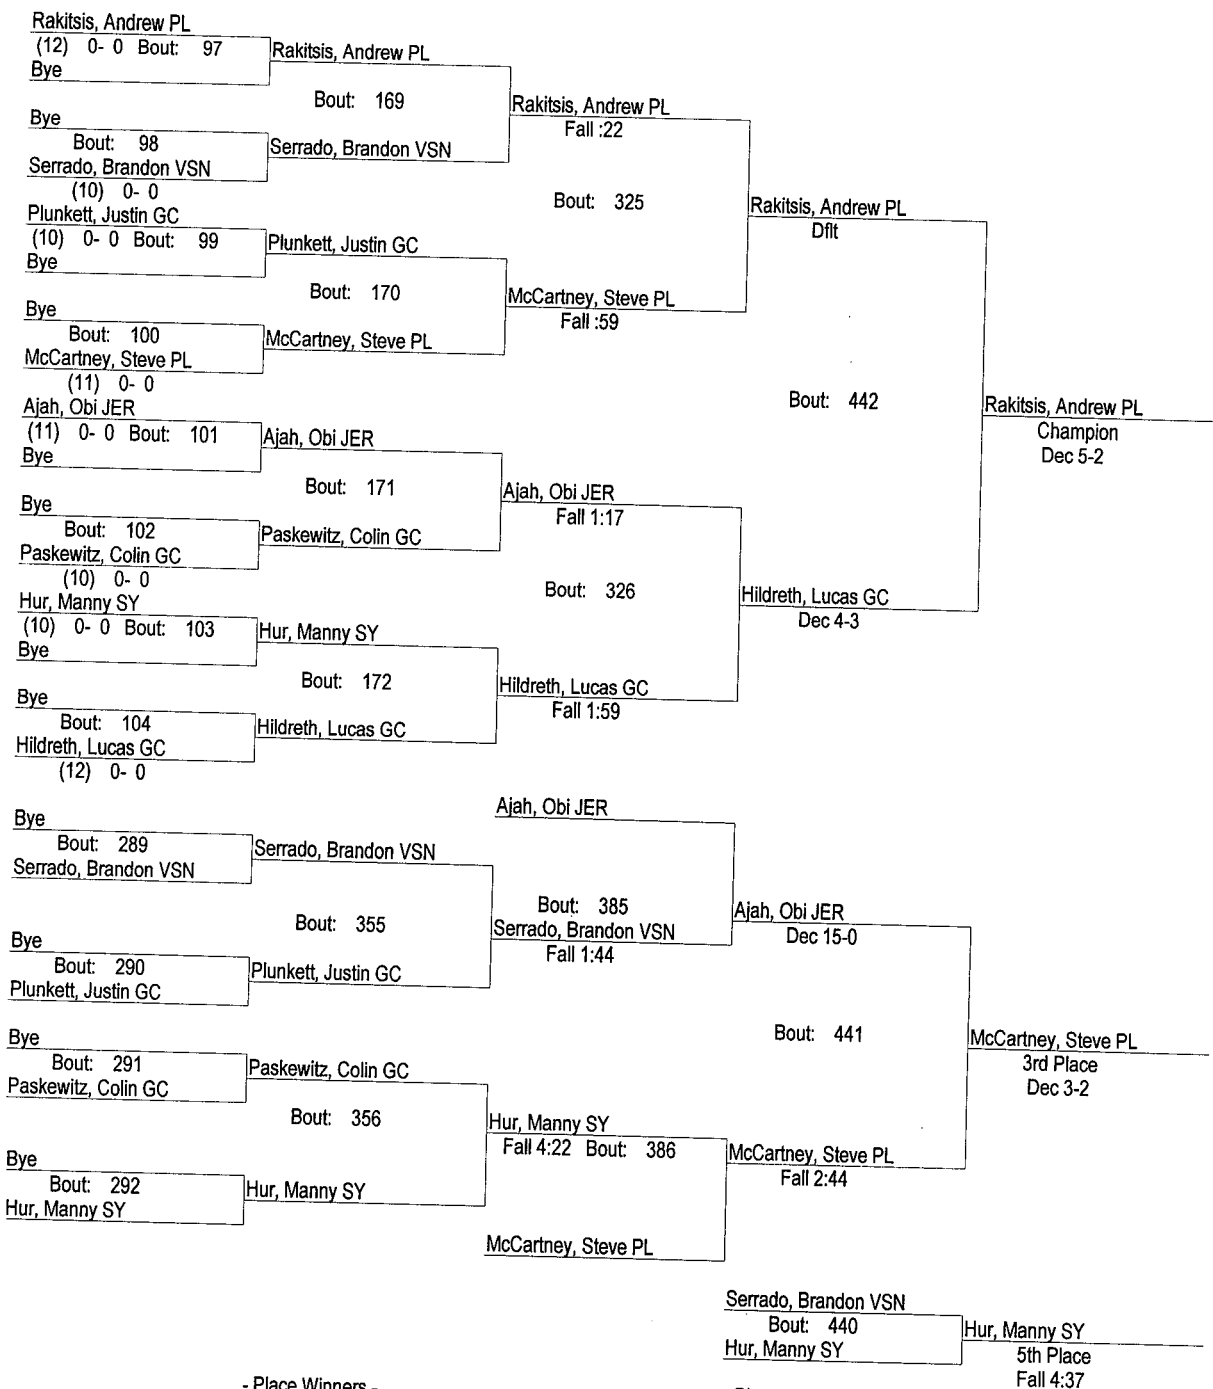 Rakitsis, Andrew PL
(12) 0- 0 Bout: 97
Bye
Rakitsis, Andrew PL
Bout: 169
Bye
Bout: 98
Serrado, Brandon VSN
(10) 0- 0
Serrado, Brandon VSN
Rakitsis, Andrew PL
Fall :22
Bout: 325
Plunkett, Justin GC
(10) 0- 0 Bout: 99
Bye
Plunkett, Justin GC
Bout: 170
Bye
Bout: 100
McCartney, Steve PL
(11) 0- 0
McCartney, Steve PL
McCartney, Steve PL
Fall :59
Rakitsis, Andrew PL
Dflt
Bout: 442
Ajah, Obi JER
(11) 0- 0 Bout: 101
Bye
Ajah, Obi JER
Bout: 171
Bye
Bout: 102
Paskewitz, Colin GC
(10) 0- 0
Paskewitz, Colin GC
Ajah, Obi JER
Fall 1:17
Bout: 326
Hur, Manny SY
(10) 0- 0 Bout: 103
Bye
Hur, Manny SY
Bout: 172
Bye
Bout: 104
Hildreth, Lucas GC
(12) 0- 0
Hildreth, Lucas GC
Hildreth, Lucas GC
Fall 1:59
Hildreth, Lucas GC
Dec 4-3
Rakitsis, Andrew PL
Champion
Dec 5-2
Bye
Bout: 289
Serrado, Brandon VSN
Serrado, Brandon VSN
Bout: 355
Bye
Bout: 290
Plunkett, Justin GC
Plunkett, Justin GC
Ajah, Obi JER
Bout: 385
Serrado, Brandon VSN
Fall 1:44
Ajah, Obi JER
Dec 15-0
Bout: 441
Bye
Bout: 291
Paskewitz, Colin GC
Paskewitz, Colin GC
Bout: 356
Bye
Bout: 292
Hur, Manny SY
Hur, Manny SY
Hur, Manny SY
Fall 4:22 Bout: 386
McCartney, Steve PL
McCartney, Steve PL
Fall 2:44
McCartney, Steve PL
3rd Place
Dec 3-2
Serrado, Brandon VSN
Bout: 440
Hur, Manny SY
Hur, Manny SY
5th Place
Fall 4:37
- Place Winners -